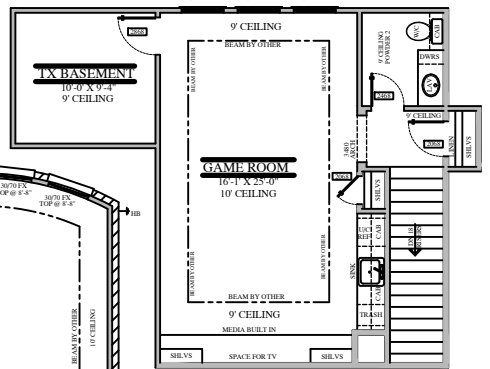 2868
9' CEILING
BEAM BY OTHER
BEAM BY OTHER
BEAM BY OTHER
TX BASEMENT
10'-0' X 9'-4"
9' CEILING
9' CEILING
POWDER 2
W/C
CAB
DWRS
LAV
2468
9' CEILING
2068
LINEN
SHLVS
3480
ARCH
GAME ROOM
16'-1' X 25'-0"
10' CEILING
2068
SHLVS
30/70 FX
TOP @ 8'-8"
30/70 FX
TOP @ 8'-8"
HB
U/C
REF
CAB
DN 18
RISERS
SINK
CAB
TRASH
BEAM BY OTHER
BEAM BY OTHER
BEAM BY OTHER
9' CEILING
MEDIA BUILT IN
SHLVS
SPACE FOR TV
SHLVS
BEAM BY OTHER
10' CEILING